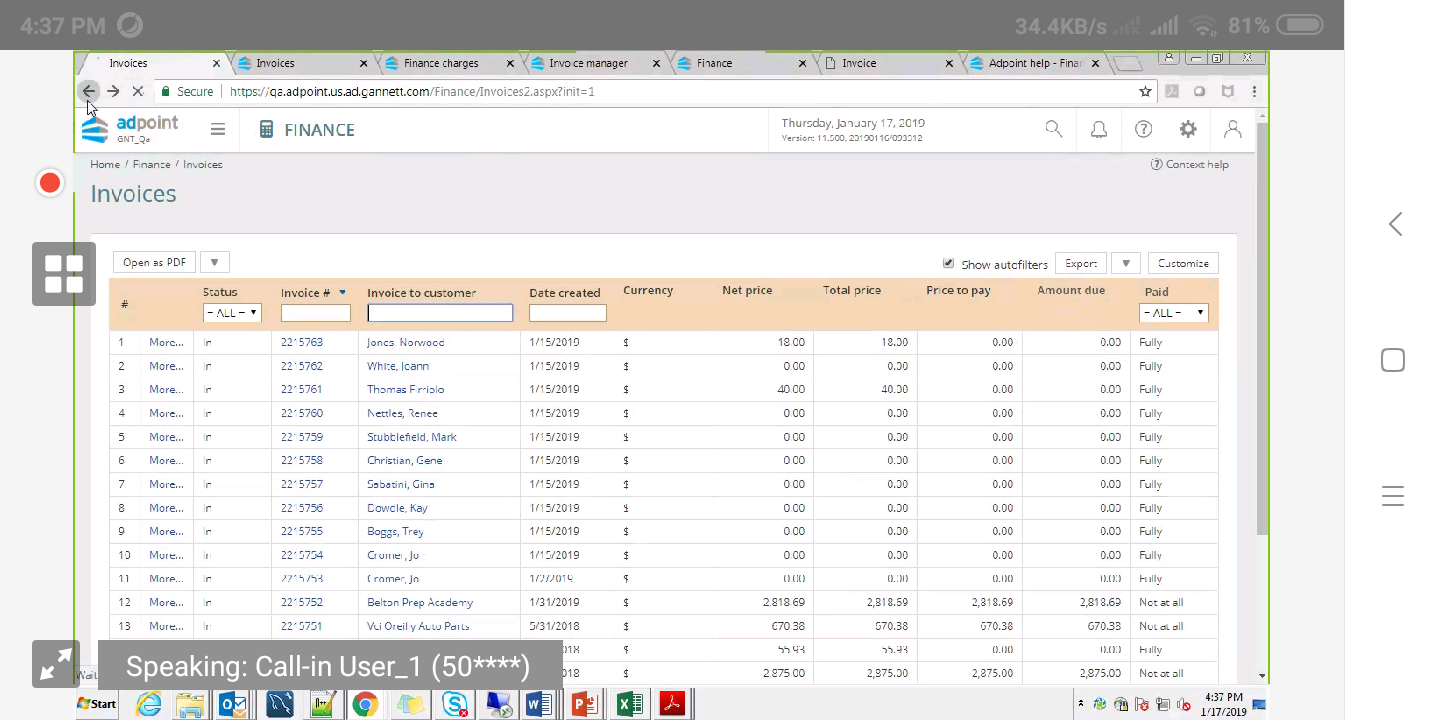 4:37 PM 34.4KB/s 81%
Invoices Invoices Finance charges Invoice manager Finance Invoice Adpoint help - Finan
Secure https://qa.adpoint.us.ad.gannett.com/Finance/Invoices2.aspx?init=1
adpoint FINANCE Thursday, January 17, 2019
GNT_Qa Version: 11.500, 20190116/093312
Home / Finance / Invoices Context help
Invoices
Open as PDF Show autofilters Export Customize
# Status Invoice # Invoice to customer Date created Currency Net price Total price Price to pay Amount due Paid
- ALL - - ALL -
1 More... In 2215763 Jones, Norwood 1/15/2019 $ 18.00 18.00 0.00 0.00 Fully
2 More... In 2215762 White, Joann 1/15/2019 $ 0.00 0.00 0.00 0.00 Fully
3 More... In 2215761 Thomas Firriolo 1/15/2019 $ 40.00 40.00 0.00 0.00 Fully
4 More... In 2215760 Nettles, Renee 1/15/2019 $ 0.00 0.00 0.00 0.00 Fully
5 More... In 2215759 Stubblefield, Mark 1/15/2019 $ 0.00 0.00 0.00 0.00 Fully
6 More... In 2215758 Christian, Gene 1/15/2019 $ 0.00 0.00 0.00 0.00 Fully
7 More... In 2215757 Sabatini, Gina 1/15/2019 $ 0.00 0.00 0.00 0.00 Fully
8 More... In 2215756 Dowdle, Kay 1/15/2019 $ 0.00 0.00 0.00 0.00 Fully
9 More... In 2215755 Boggs, Trey 1/15/2019 $ 0.00 0.00 0.00 0.00 Fully
10 More... In 2215754 Cromer, Jo 1/15/2019 $ 0.00 0.00 0.00 0.00 Fully
11 More... In 2215753 Cromer, Jo 1/2/2019 $ 0.00 0.00 0.00 0.00 Fully
12 More... In 2215752 Belton Prep Academy 1/31/2019 $ 2,818.69 2,818.69 2,818.69 2,818.69 Not at all
13 More... In 2215751 Vci Oreilly Auto Parts 5/31/2018 $ 670.38 670.38 670.38 670.38 Not at all
018 $ 55.93 55.93 0.00 0.00 Fully
018 $ 2,875.00 2,875.00 2,875.00 2,875.00 Not at all
Speaking: Call-in User_1 (50****)
Wait
Start 4:37 PM
1/17/2019